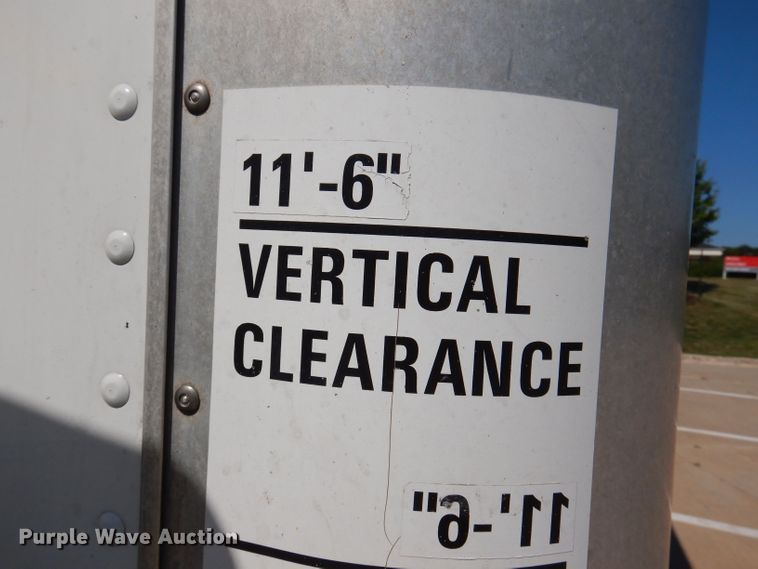 11'-6"
VERTICAL
CLEARANCE
11'-6"
Purple Wave Auction